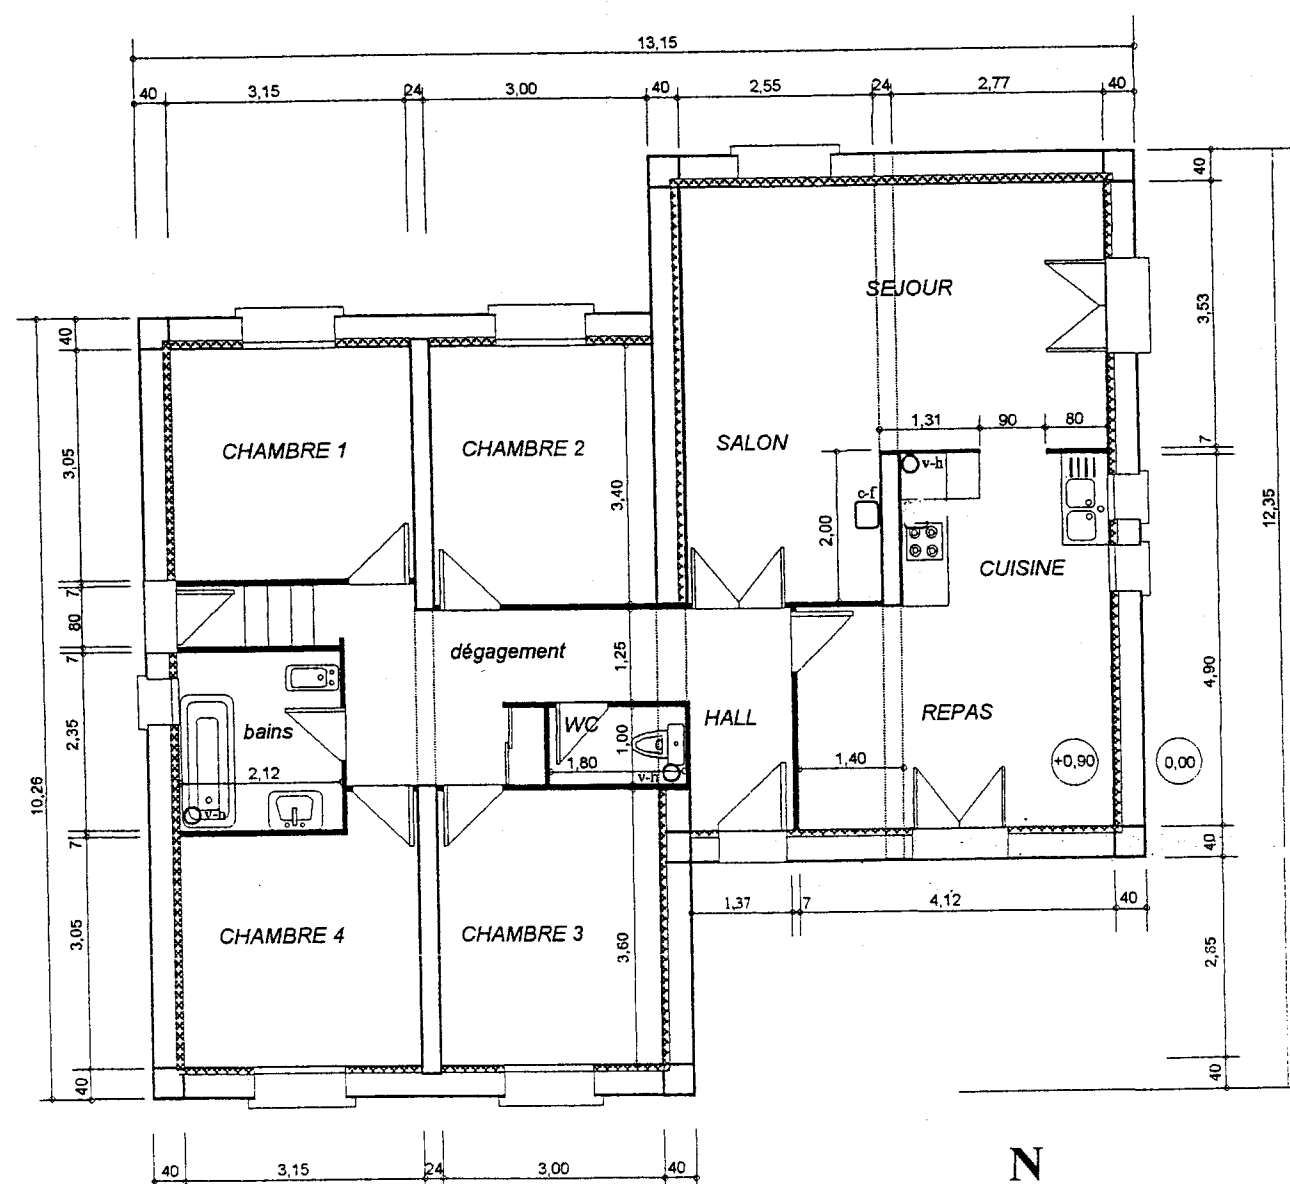 13,15
40 3,15 24 3,00 40 2,55 24 2,77 40
40
SEJOUR
3,53
40
1,31 90 80
7
CHAMBRE 1 CHAMBRE 2 SALON
v-h
3,05
3,40
c-f
2,00
12,35
CUISINE
7
80
dégagement
1,25
7
4,90
bains
WC
HALL
REPAS
2,35
1,00
1,80
v-h
2,12
1,40
+0,90
0,00
10,26
v-h
7
40
1,37 7 4,12 40
CHAMBRE 4 CHAMBRE 3
3,05
3,60
2,85
40
40
N
40 3,15 24 3,00 40